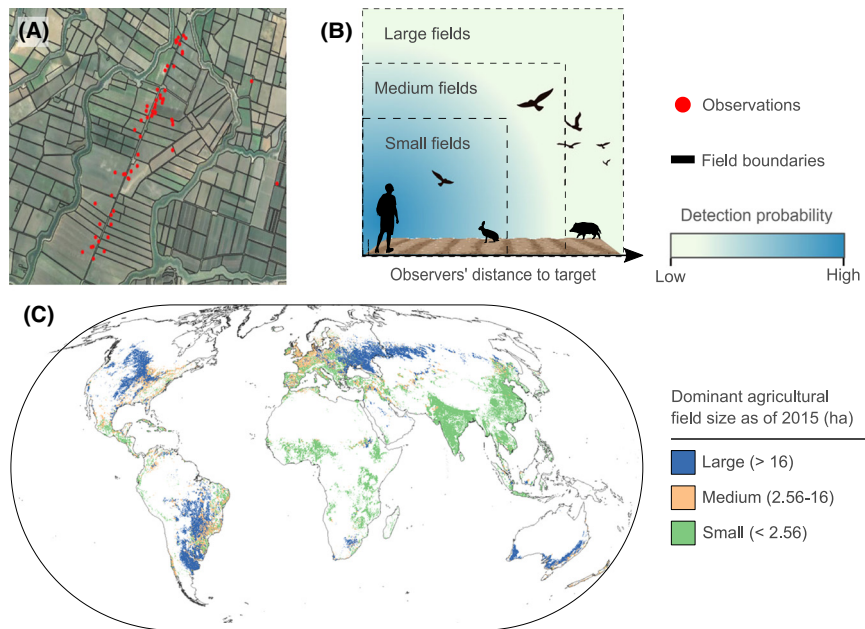 (A)
(B)
Large fields
Medium fields
Small fields
Observers' distance to target
Observations
Field boundaries
Detection probability
Low
High
(C)
Dominant agricultural
field size as of 2015 (ha)
Large (> 16)
Medium (2.56-16)
Small (< 2.56)